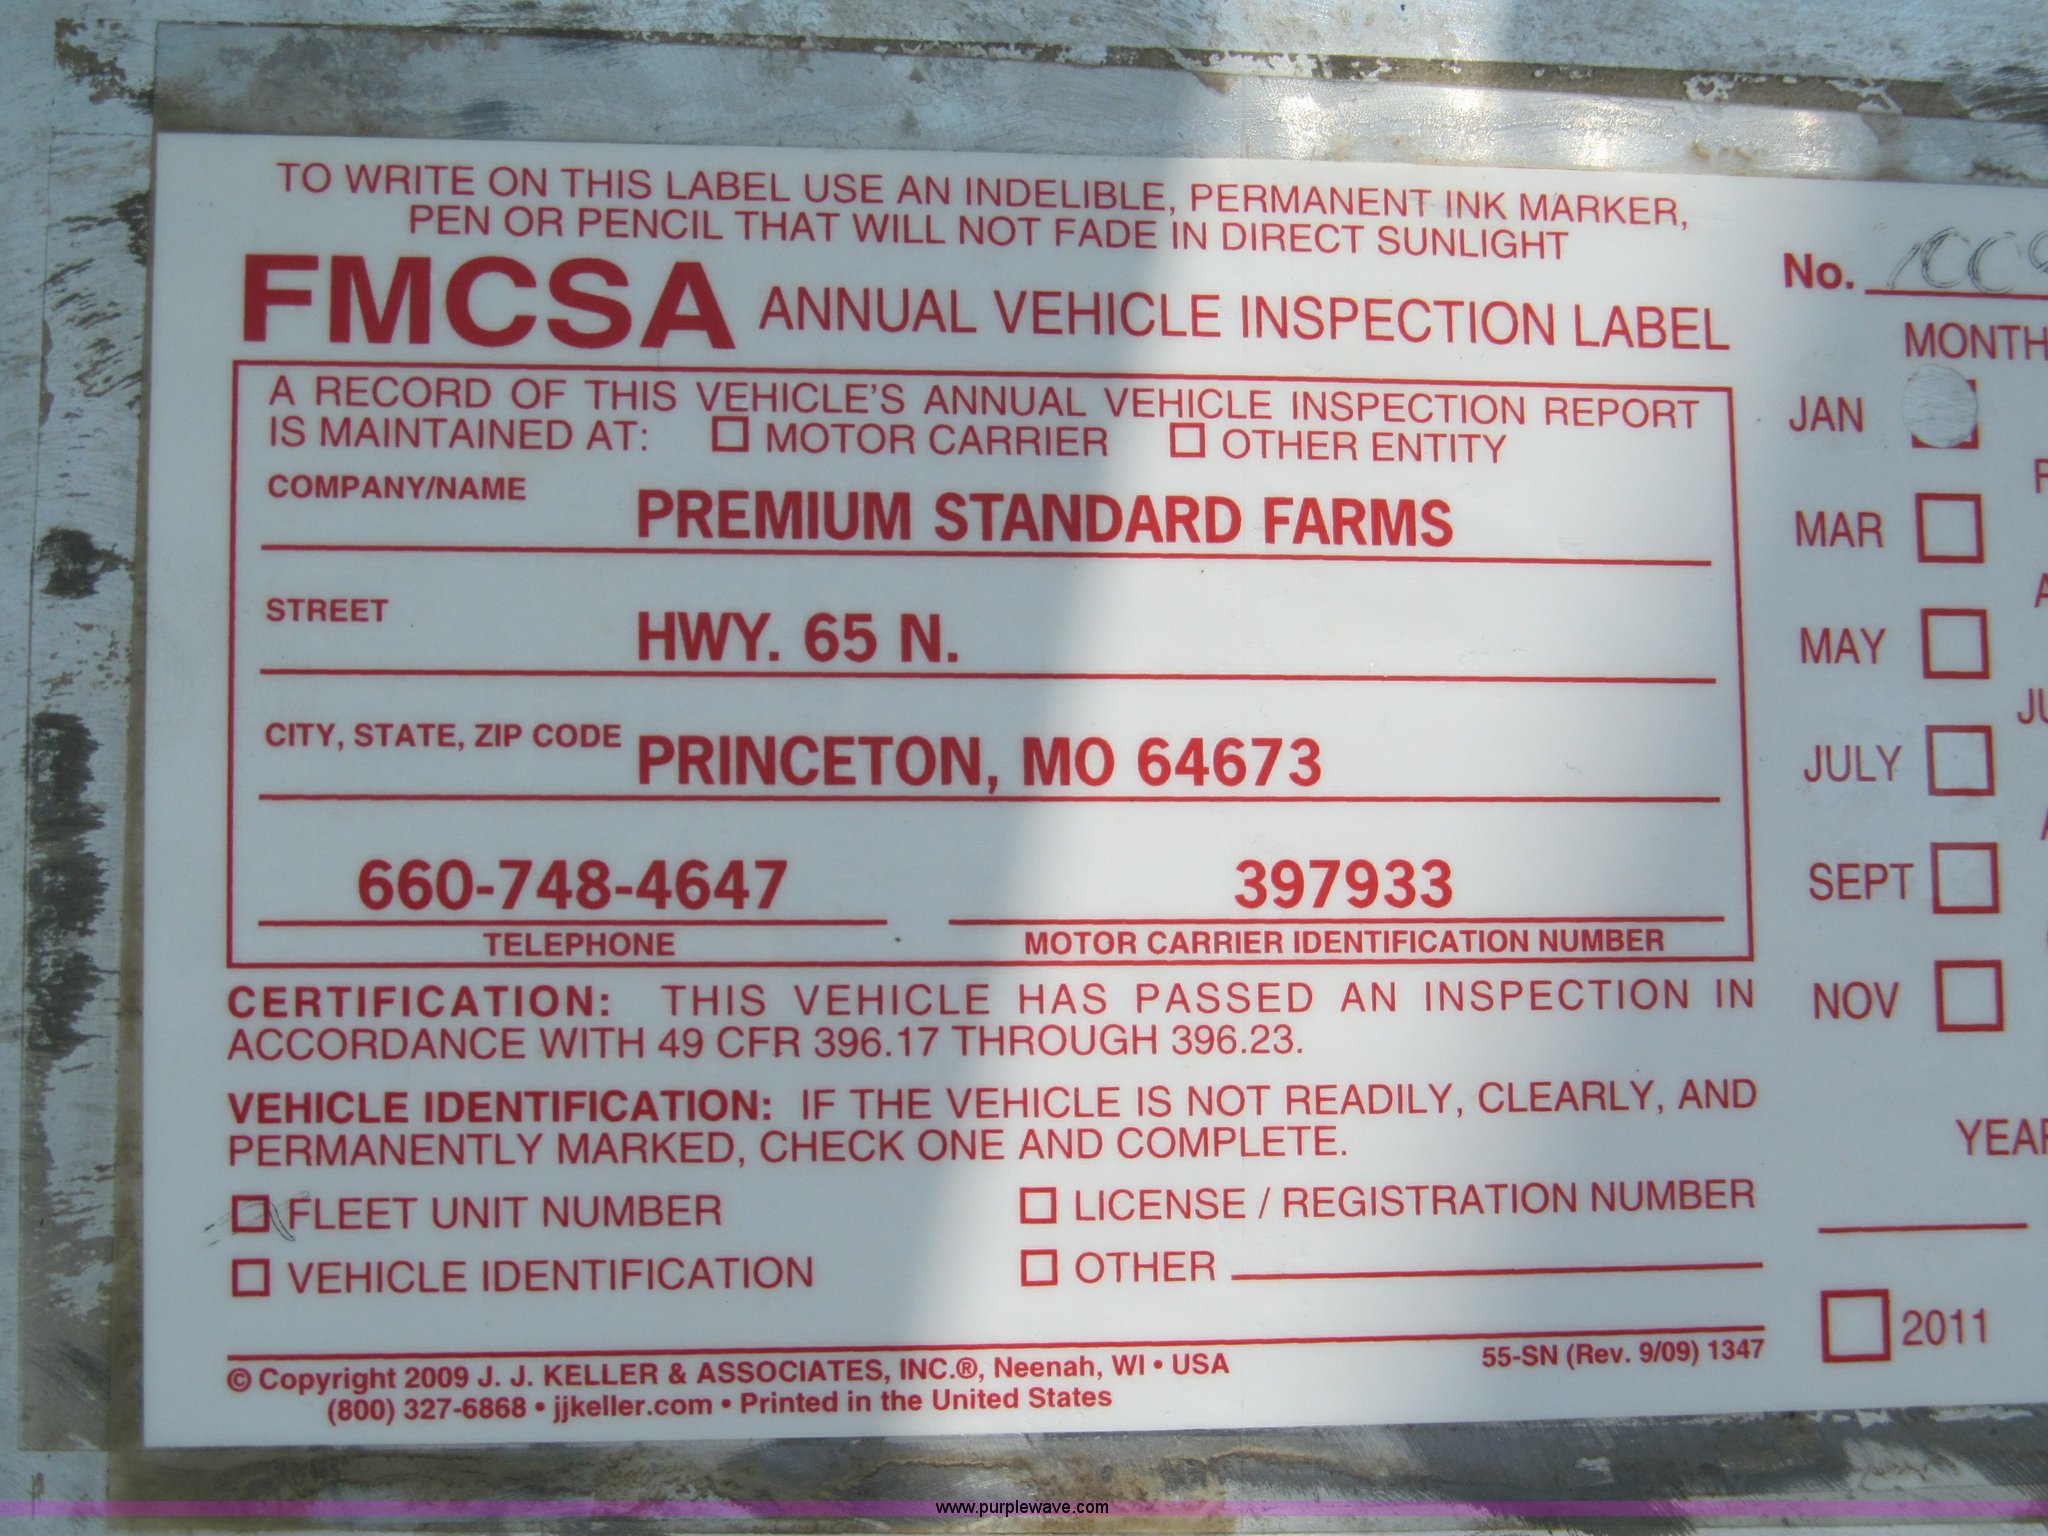 TO WRITE ON THIS LABEL USE AN INDELIBLE, PERMANENT INK MARKER,
PEN OR PENCIL THAT WILL NOT FADE IN DIRECT SUNLIGHT
FMCSA ANNUAL VEHICLE INSPECTION LABEL
A RECORD OF THIS VEHICLE'S ANNUAL VEHICLE INSPECTION REPORT
IS MAINTAINED AT: MOTOR CARRIER OTHER ENTITY
COMPANY/NAME PREMIUM STANDARD FARMS
STREET HWY. 65 N.
CITY, STATE, ZIP CODE PRINCETON, MO 64673
660-748-4647 397933
TELEPHONE MOTOR CARRIER IDENTIFICATION NUMBER
CERTIFICATION: THIS VEHICLE HAS PASSED AN INSPECTION IN
ACCORDANCE WITH 49 CFR 396.17 THROUGH 396.23.
VEHICLE IDENTIFICATION: IF THE VEHICLE IS NOT READILY, CLEARLY, AND
PERMANENTLY MARKED, CHECK ONE AND COMPLETE.
FLEET UNIT NUMBER LICENSE / REGISTRATION NUMBER
VEHICLE IDENTIFICATION OTHER
© Copyright 2009 J. J. KELLER & ASSOCIATES, INC.®, Neenah, WI • USA 55-SN (Rev. 9/09) 1347
(800) 327-6868 • jjkeller.com • Printed in the United States
No.
MONTH
JAN
MAR
MAY
JULY
SEPT
NOV
YEAR
2011
www.purplewave.com